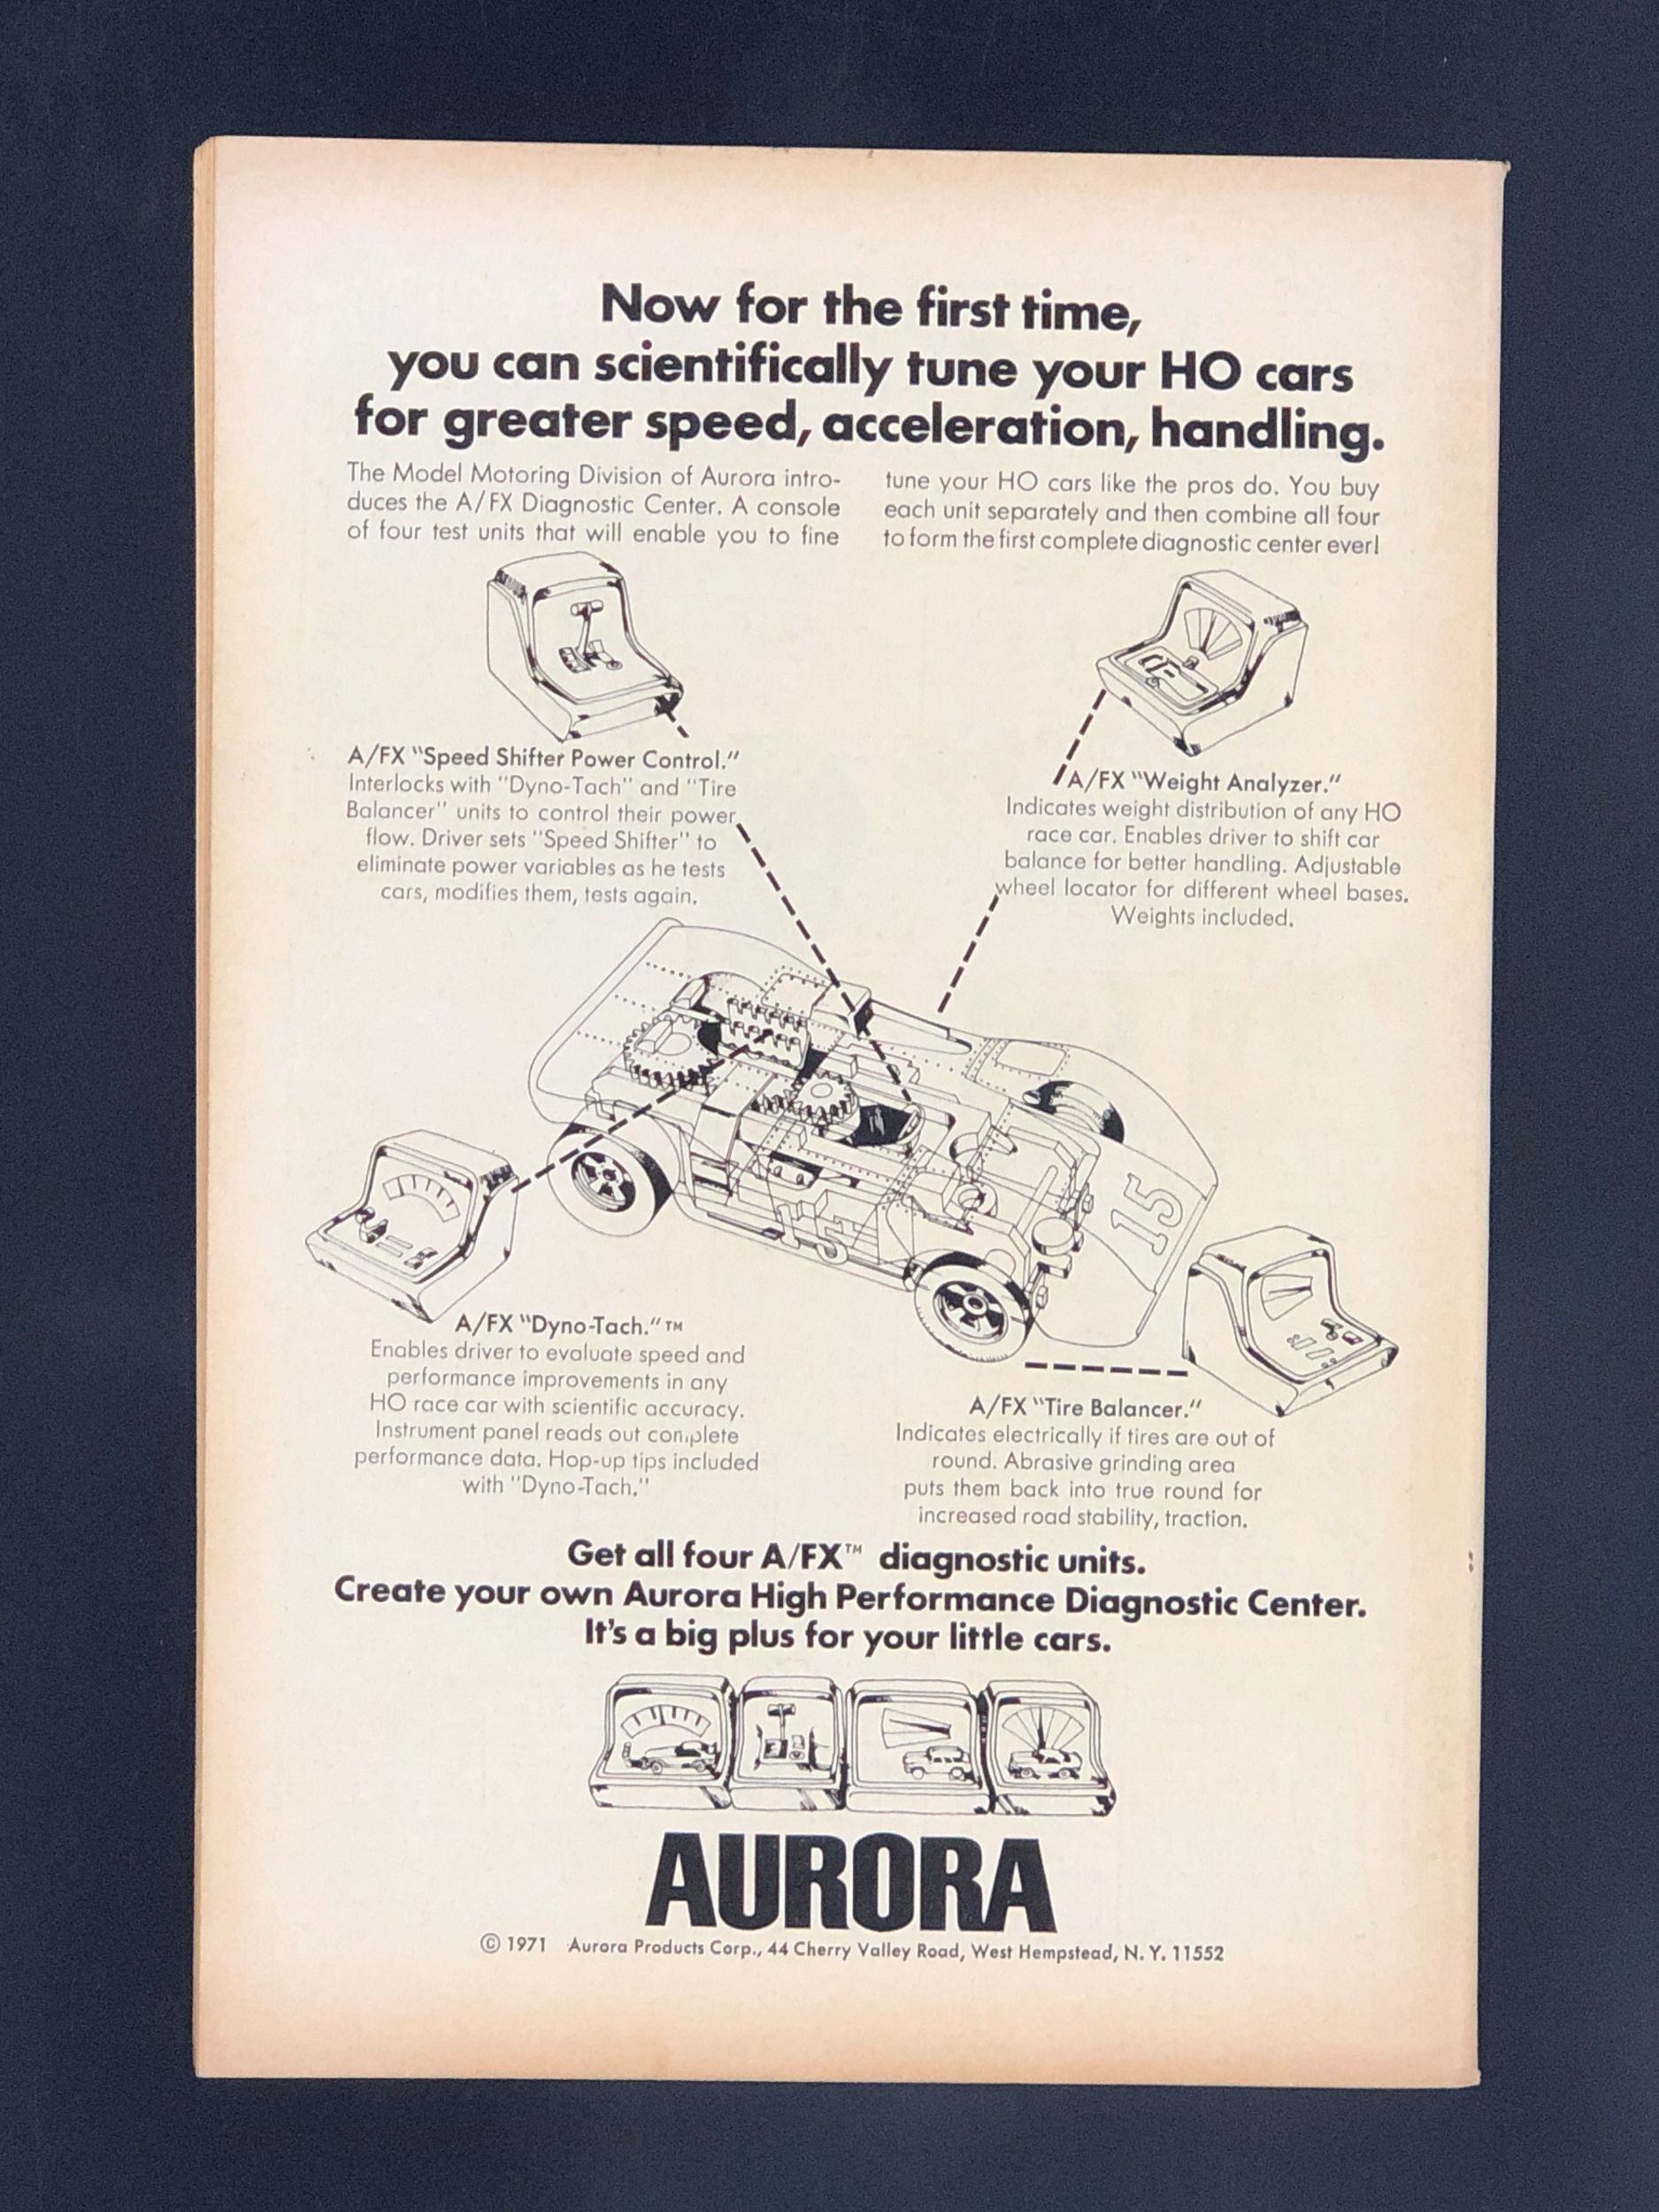 Now for the first time,
you can scientifically tune your HO cars
for greater speed, acceleration, handling.
The Model Motoring Division of Aurora intro-
duces the A/FX Diagnostic Center. A console
of four test units that will enable you to fine
tune your HO cars like the pros do. You buy
each unit separately and then combine all four
to form the first complete diagnostic center ever!
A/FX "Speed Shifter Power Control."
Interlocks with "Dyno-Tach" and "Tire
Balancer" units to control their power
flow. Driver sets "Speed Shifter" to
eliminate power variables as he tests
cars, modifies them, tests again.
A/FX "Weight Analyzer."
Indicates weight distribution of any HO
race car. Enables driver to shift car
balance for better handling. Adjustable
wheel locator for different wheel bases.
Weights included.
15
15
A/FX "Dyno-Tach."™
Enables driver to evaluate speed and
performance improvements in any
HO race car with scientific accuracy.
Instrument panel reads out complete
performance data. Hop-up tips included
with "Dyno-Tach."
A/FX "Tire Balancer."
Indicates electrically if tires are out of
round. Abrasive grinding area
puts them back into true round for
increased road stability, traction.
Get all four A/FX™ diagnostic units.
Create your own Aurora High Performance Diagnostic Center.
It's a big plus for your little cars.
AURORA
© 1971 Aurora Products Corp., 44 Cherry Valley Road, West Hempstead, N. Y. 11552